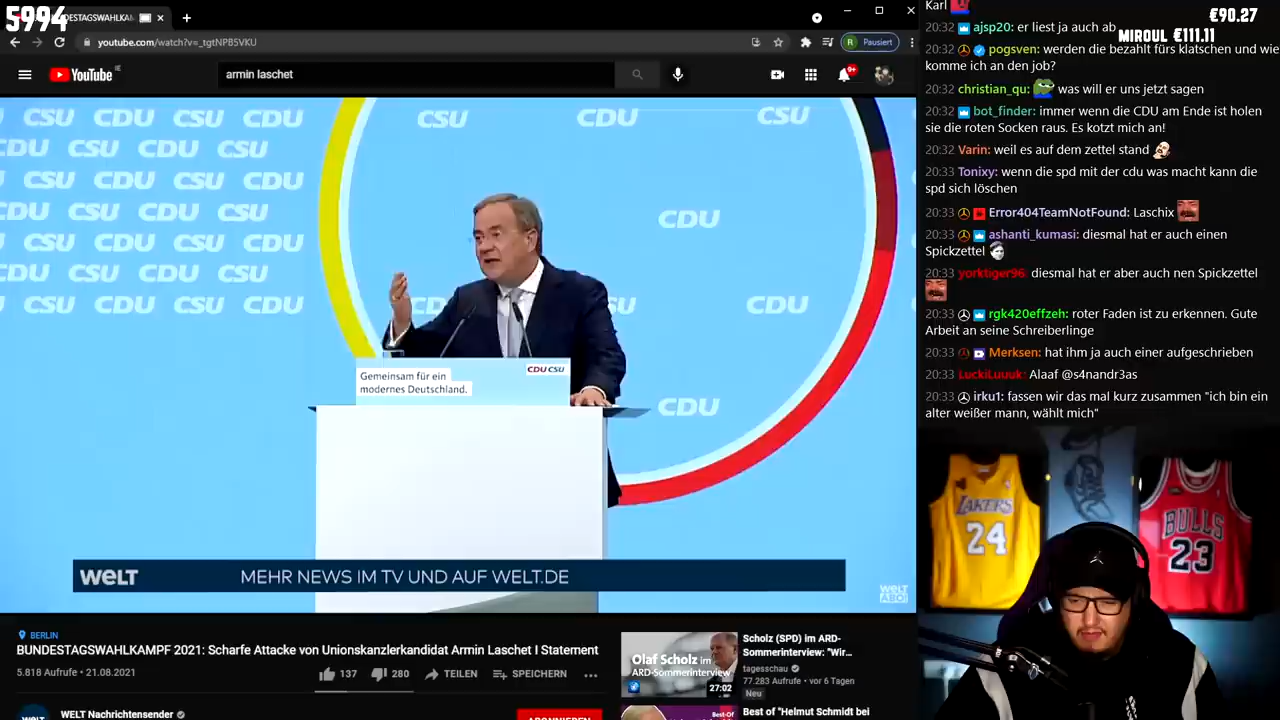 5994
BUNDESTAGSWAHLKAM
youtube.com/watch?v=_tgtNPBSVKU
R Pausiert
YouTube IE
armin laschet
9+
CSU CDU CSU CDU CSU CDU CSU
CDU CSU CDU CSU
CSU CDU CSU CDU
CDU CSU CDU CSU
CDU
CSU CDU CSU CDU
CDU CSU CDU CSU
CSU CDU CSU CDU
CDU
SU
CDU
CDU CSU
Gemeinsam für ein
modernes Deutschland.
CDU
welt MEHR NEWS IM TV UND AUF WELT.DE
welt
ABO
BERLIN
BUNDESTAGSWAHLKAMPF 2021: Scharfe Attacke von Unionskanzlerkandidat Armin Laschet I Statement
5.818 Aufrufe • 21.08.2021
137 280 TEILEN SPEICHERN ...
WELT Nachrichtensender
ABONNIEREN
Olaf Scholz im
ARD-Sommerinterview
27:02
Scholz (SPD) im ARD-
Sommerinterview: "Wir...
tagesschau
77.283 Aufrufe • vor 6 Tagen
Neu
Best of "Helmut Schmidt bei
Karl
€90.27
20:32 ajsp20: er liest ja auch ab
MIROUL €111.11
20:32 pogsven: werden die bezahlt fürs klatschen und wie
komme ich an den job?
20:32 christian_qu: was will er uns jetzt sagen
20:32 bot_finder: immer wenn die CDU am Ende ist holen
sie die roten Socken raus. Es kotzt mich an!
20:32 Varin: weil es auf dem zettel stand
20:33 Tonixy: wenn die spd mit der cdu was macht kann die
spd sich löschen
20:33 Error404TeamNotFound: Laschix
20:33 ashanti_kumasi: diesmal hat er auch einen
Spickzettel
20:33 yorktiger96: diesmal hat er aber auch nen Spickzettel
20:33 rgk420effzeh: roter Faden ist zu erkennen. Gute
Arbeit an seine Schreiberlinge
20:33 Merksen: hat ihm ja auch einer aufgeschrieben
20:33 LuckiLuuuk: Alaaf @s4nandr3as
20:33 irku1: fassen wir das mal kurz zusammen "ich bin ein
alter weißer mann, wählt mich"
LAKERS
24
BULLS
23